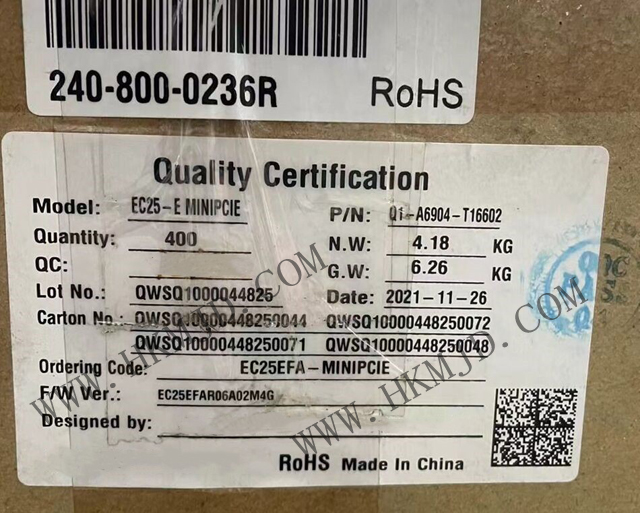 240-800-0236R RoHS
Quality Certification
Model: EC25-E MINIPCIE P/N: Q1-A6904-T16602
Quantity: 400 N.W: 4.18 KG
QC: G.W: 6.26 KG
Lot No.: QWSQ1000044825 Date: 2021-11-26
Carton No.: QWSQ10000448250044 QWSQ10000448250072
QWSQ10000448250071 QWSQ10000448250048
Ordering Code: EC25EFA-MINIPCIE
F/W Ver.: EC25EFAR06A02M4G
Designed by:
RoHS Made In China
WWW.HKMJD.COM
WWW.HKMJD.COM